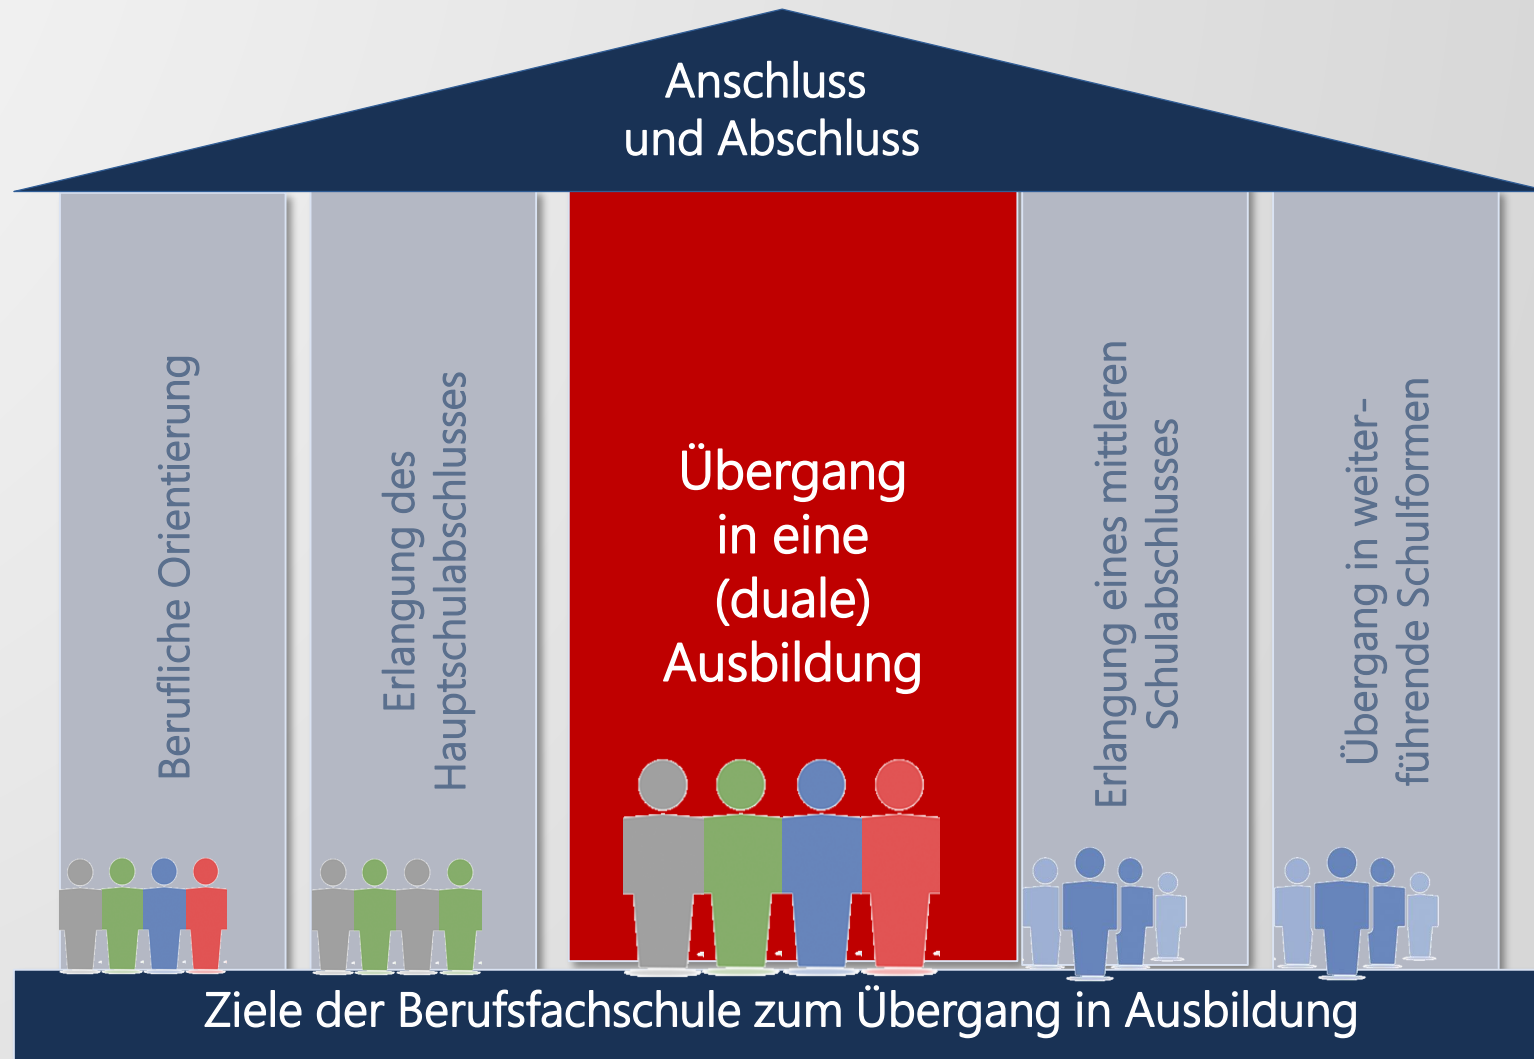 Anschluss
und Abschluss
Berufliche Orientierung
Erlangung des
Hauptschulabschlusses
Übergang
in eine
(duale)
Ausbildung
Erlangung eines mittleren
Schulabschlusses
Übergang in weiter-
führende Schulformen
Ziele der Berufsfachschule zum Übergang in Ausbildung